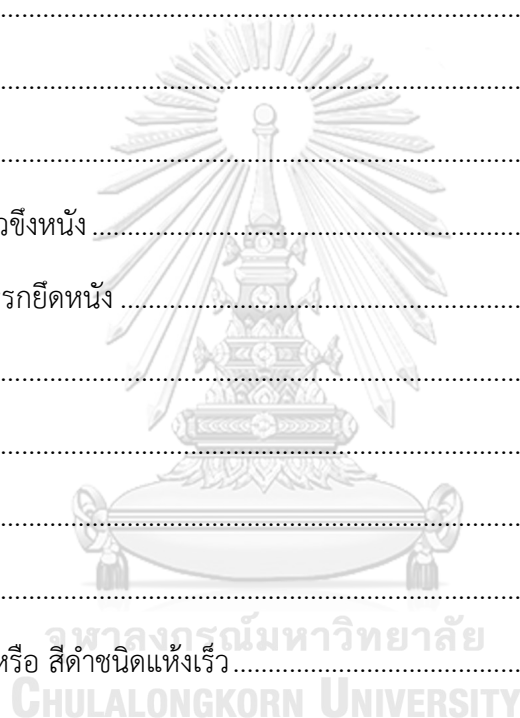 ................................................................
................................................................
................................................................
วขึงหนัง ................................................................
รกยึดหนัง ................................................................
................................................................
................................................................
................................................................
................................................................
หรือ สีดำชนิดแห้งเร็ว ................................................................
จุฬาลงกรณ์มหาวิทยาลัย
CHULALONGKORN UNIVERSITY